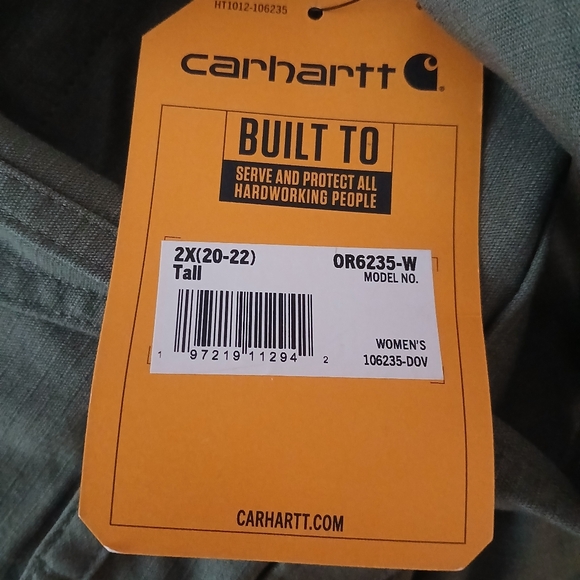 HT1012-106235
carhartt
BUILT TO
SERVE AND PROTECT ALL
HARDWORKING PEOPLE
2X(20-22)
Tall
OR6235-W
MODEL NO.
1 97219 11294 2
WOMEN'S
106235-DOV
CARHARTT.COM